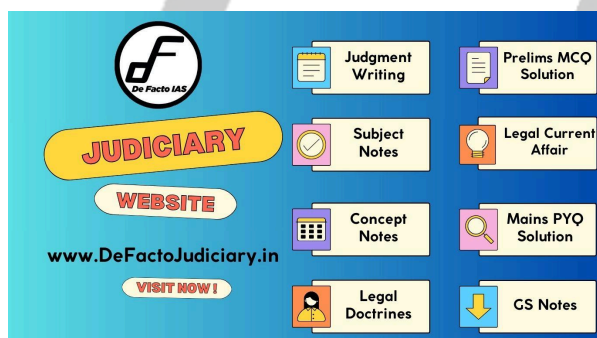 De Facto IAS
JUDICIARY
WEBSITE
www.DeFactoJudiciary.in
VISIT NOW!
Judgment
Writing
Prelims MCQ
Solution
Subject
Notes
Legal Current
Affair
Concept
Notes
Mains PYQ
Solution
Legal
Doctrines
GS Notes